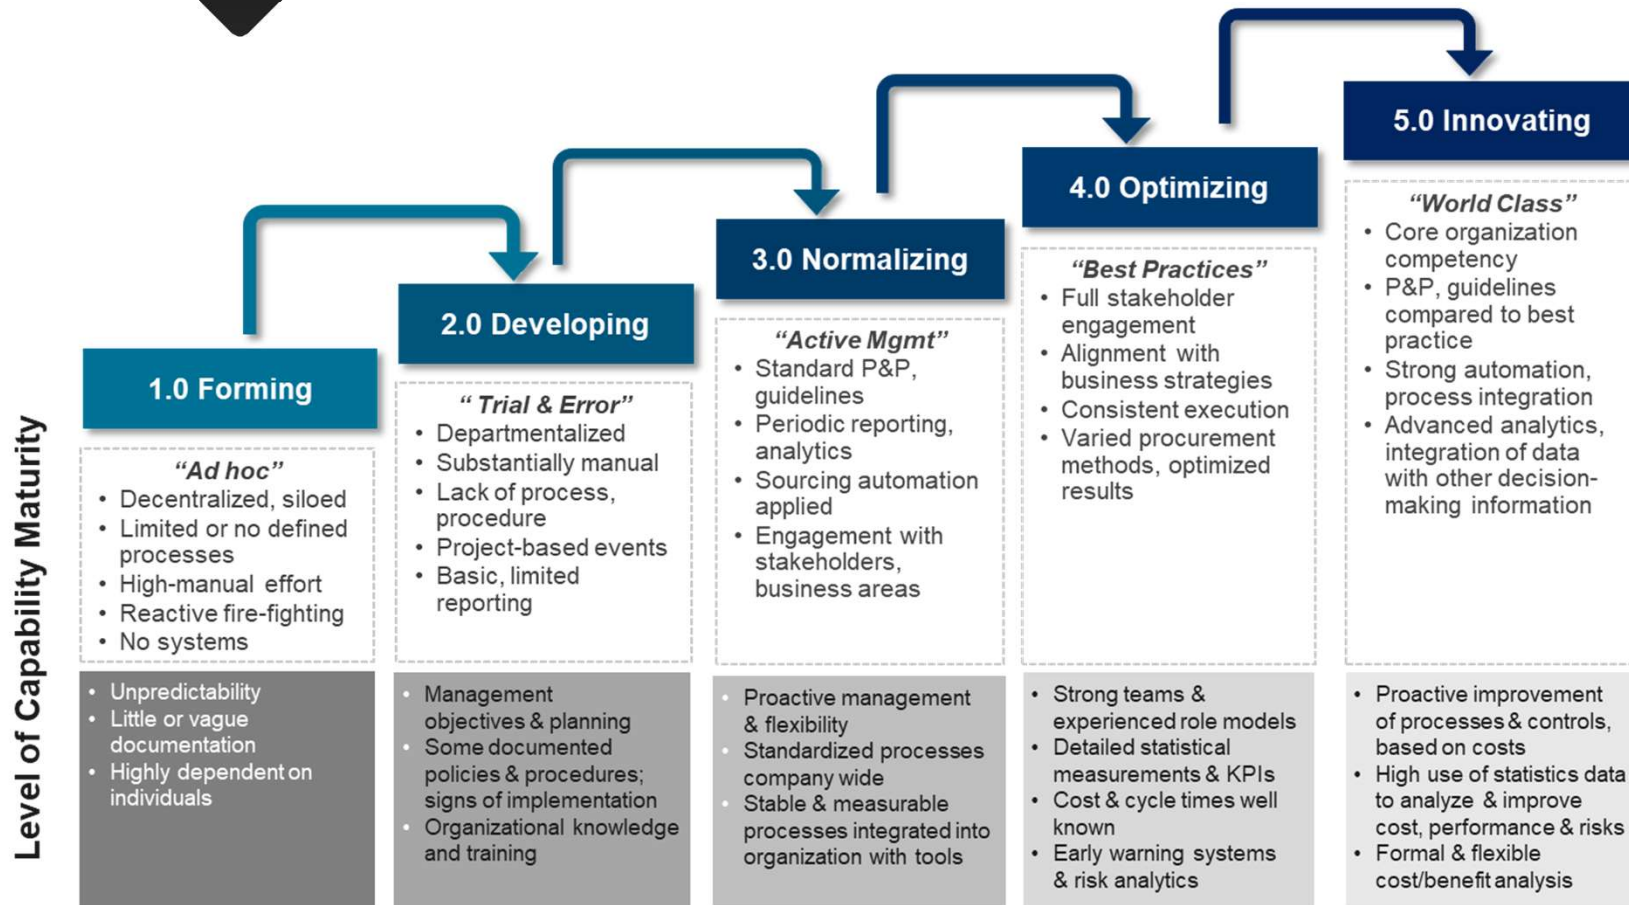 Level of Capability Maturity
1.0 Forming
“Ad hoc”
• Decentralized, siloed
• Limited or no defined
processes
• High-manual effort
• Reactive fire-fighting
• No systems
• Unpredictability
• Little or vague
documentation
• Highly dependent on
individuals
2.0 Developing
“ Trial & Error”
• Departmentalized
• Substantially manual
• Lack of process,
procedure
• Project-based events
• Basic, limited
reporting
• Management
objectives & planning
• Some documented
policies & procedures;
signs of implementation
• Organizational knowledge
and training
3.0 Normalizing
“Active Mgmt”
• Standard P&P,
guidelines
• Periodic reporting,
analytics
• Sourcing automation
applied
• Engagement with
stakeholders,
business areas
• Proactive management
& flexibility
• Standardized processes
company wide
• Stable & measurable
processes integrated into
organization with tools
4.0 Optimizing
“Best Practices”
• Full stakeholder
engagement
• Alignment with
business strategies
• Consistent execution
• Varied procurement
methods, optimized
results
• Strong teams &
experienced role models
• Detailed statistical
measurements & KPIs
• Cost & cycle times well
known
• Early warning systems
& risk analytics
5.0 Innovating
“World Class”
• Core organization
competency
• P&P, guidelines
compared to best
practice
• Strong automation,
process integration
• Advanced analytics,
integration of data
with other decision-
making information
• Proactive improvement
of processes & controls,
based on costs
• High use of statistics data
to analyze & improve
cost, performance & risks
• Formal & flexible
cost/benefit analysis